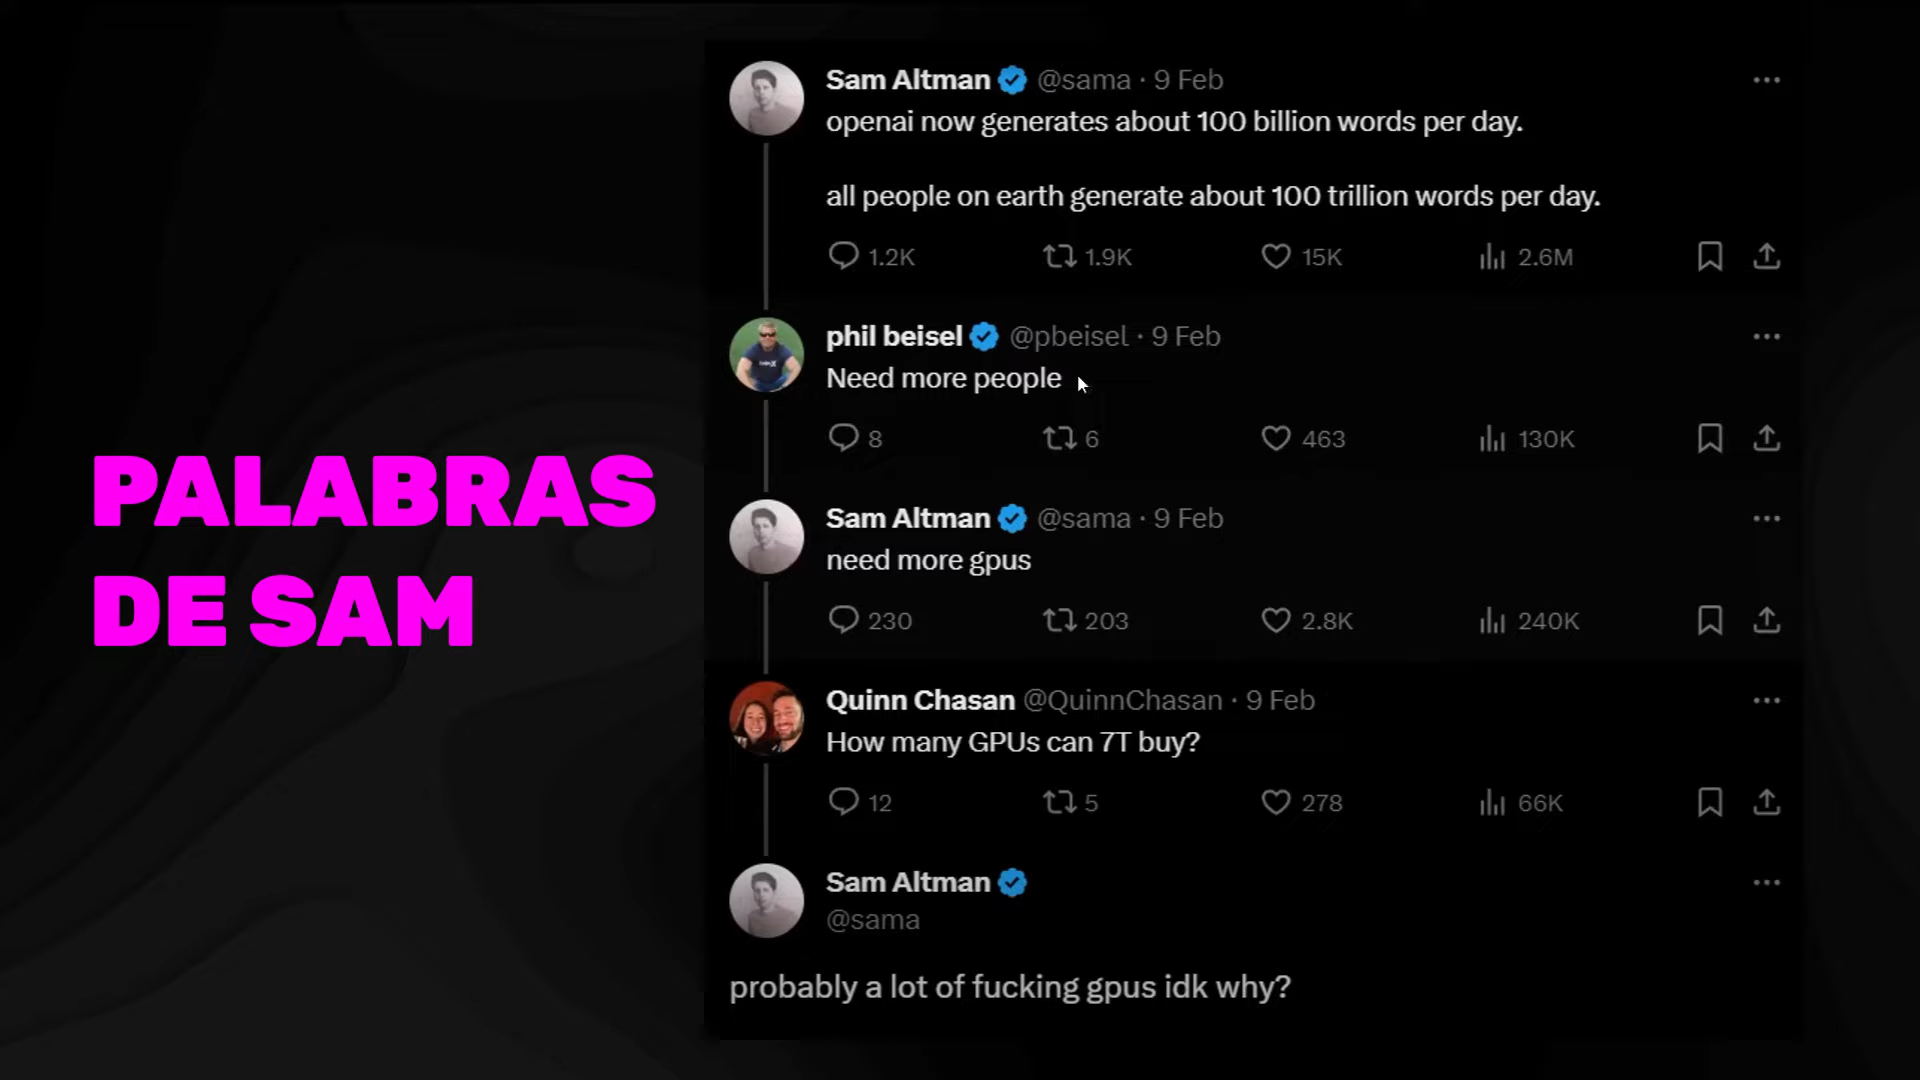 PALABRAS
DE SAM
Sam Altman @sama · 9 Feb
openai now generates about 100 billion words per day.
all people on earth generate about 100 trillion words per day.
1.2K 1.9K 15K 2.6M
phil beisel @pbeisel · 9 Feb
Need more people
8 6 463 130K
Sam Altman @sama · 9 Feb
need more gpus
230 203 2.8K 240K
Quinn Chasan @QuinnChasan · 9 Feb
How many GPUs can 7T buy?
12 5 278 66K
Sam Altman
@sama
probably a lot of fucking gpus idk why?